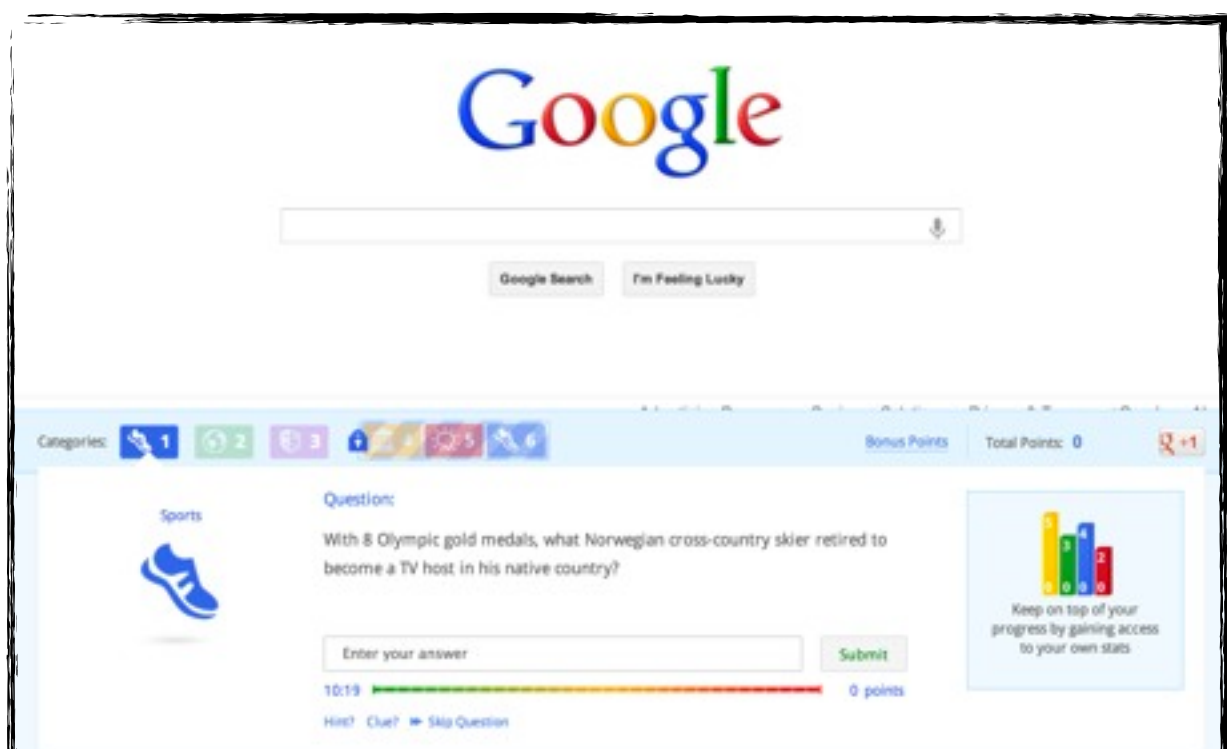 Google
Google Search
I'm Feeling Lucky
Categories: 1 2 3 4 5 6
Bonus Points
Total Points: 0
+1
Sports
Question:
With 8 Olympic gold medals, what Norwegian cross-country skier retired to
become a TV host in his native country?
Enter your answer
Submit
10:19
0 points
Hint? Clue? Skip Question
5 3 4 2
0 0 0 0
Keep on top of your
progress by gaining access
to your own stats